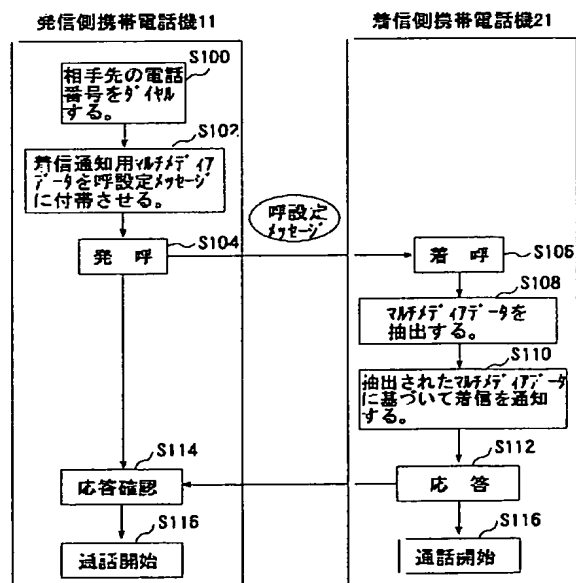 発信側携帯電話機11
着信側携帯電話機21
S100
相手先の電話
番号をダイヤル
する。
S102
着信通知用マルチメディア
データを呼設定メッセージ
に付帯させる。
呼設定
メッセージ
S104
発 呼
S106
着 呼
S108
マルチメディアデータを
抽出する。
S110
抽出されたマルチメディアデータ
に基づいて着信を通知
する。
S112
応 答
S114
応答確認
S116
通話開始
S116
通話開始